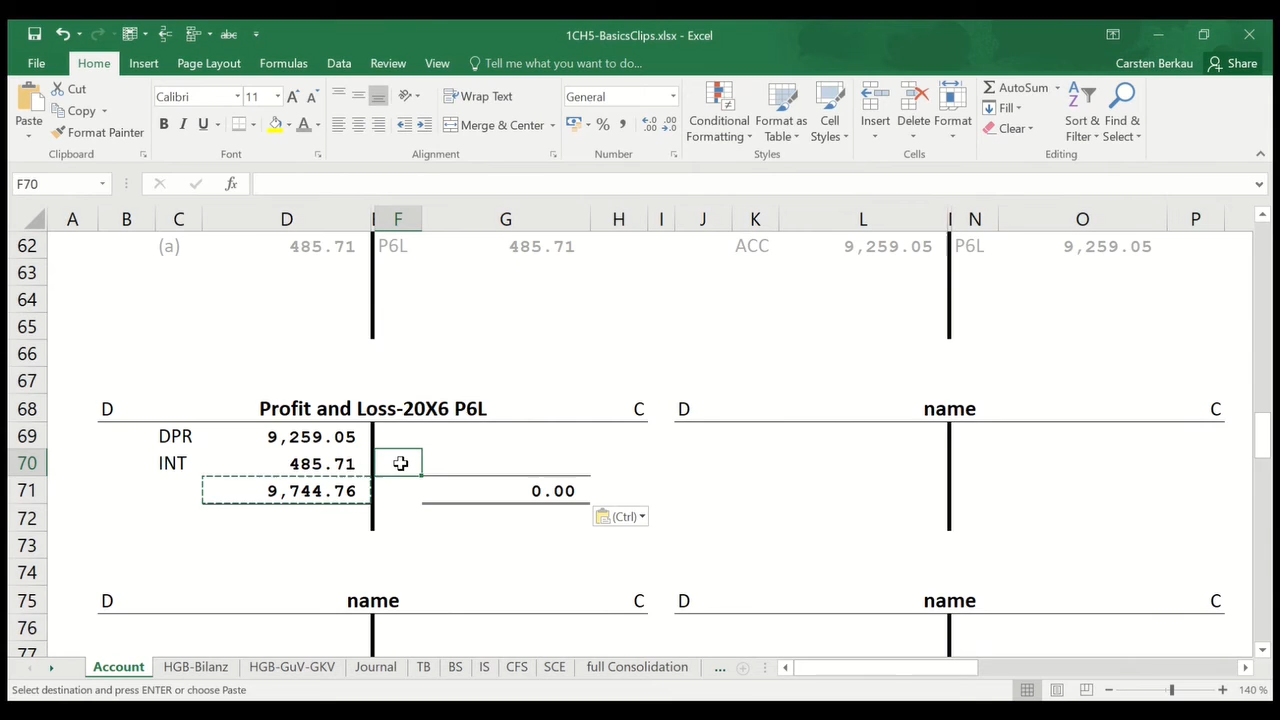 1CH5-BasicsClips.xlsx - Excel
File Home Insert Page Layout Formulas Data Review View Tell me what you want to do... Carsten Berkau Share
Paste
Cut
Copy
Format Painter
Clipboard
Calibri 11
B I U
Font
Wrap Text
Merge & Center
Alignment
General
%
Number
Conditional Formatting
Format as Table
Cell Styles
Styles
Insert Delete Format
Cells
AutoSum
Fill
Clear
Sort & Filter
Find & Select
Editing
F70 fx
A B C D F G H I J K L N O P
62 (a) 485.71 P6L 485.71 ACC 9,259.05 P6L 9,259.05
63
64
65
66
67
68 D Profit and Loss-20X6 P6L C D name C
69 DPR 9,259.05
70 INT 485.71
71 9,744.76 0.00
72 (Ctrl)
73
74
75 D name C D name C
76
77
Account HGB-Bilanz HGB-GuV-GKV Journal TB BS IS CFS SCE full Consolidation ...
Select destination and press ENTER or choose Paste 140 %